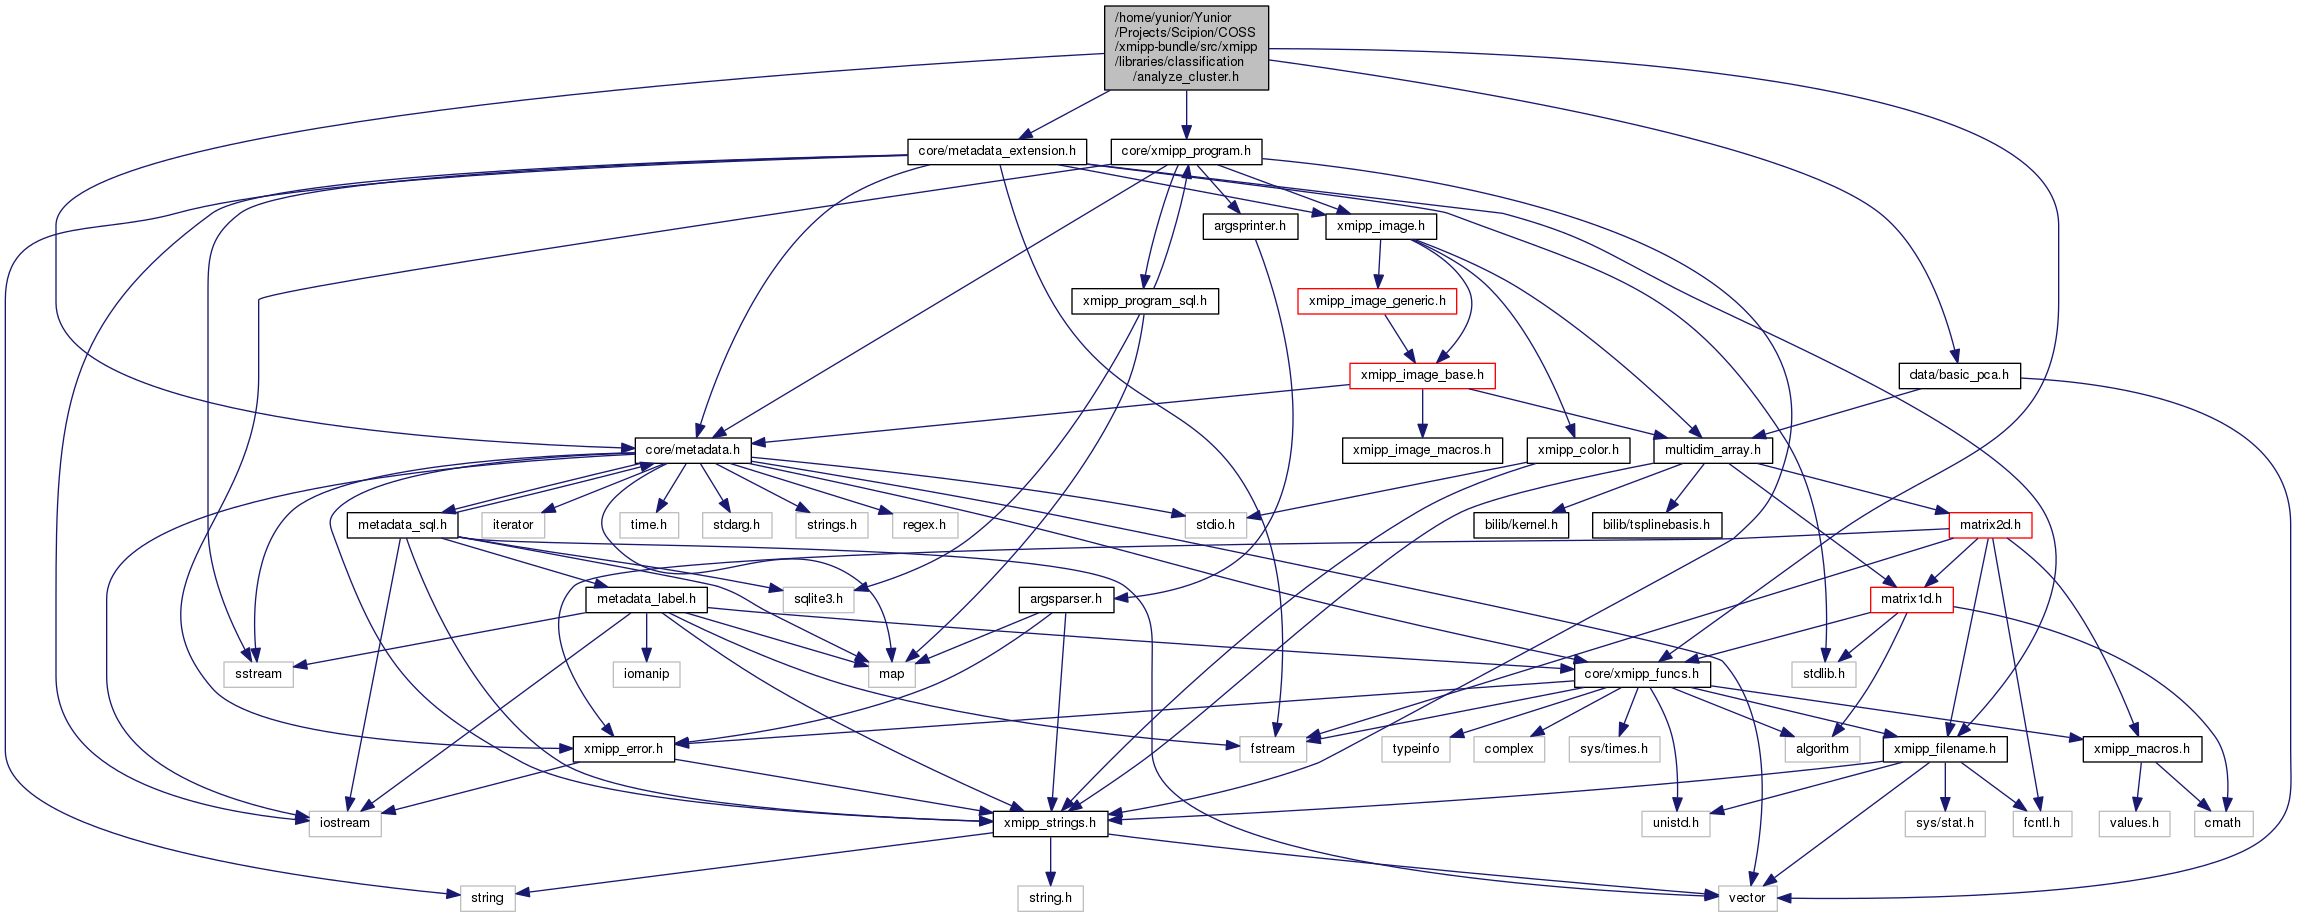 /home/yunior/Yunior
/Projects/Scipion/COSS
/xmipp-bundle/src/xmipp
/libraries/classification
/analyze_cluster.h
core/metadata_extension.h
core/xmipp_program.h
argsprinter.h
xmipp_image.h
xmipp_program_sql.h
xmipp_image_generic.h
xmipp_image_base.h
data/basic_pca.h
core/metadata.h
xmipp_image_macros.h
xmipp_color.h
multidim_array.h
metadata_sql.h
iterator
time.h
stdarg.h
strings.h
regex.h
stdio.h
bilib/kernel.h
bilib/tsplinebasis.h
matrix2d.h
metadata_label.h
sqlite3.h
argsparser.h
matrix1d.h
sstream
iomanip
map
core/xmipp_funcs.h
stdlib.h
xmipp_error.h
fstream
typeinfo
complex
sys/times.h
algorithm
xmipp_filename.h
xmipp_macros.h
iostream
xmipp_strings.h
unistd.h
sys/stat.h
fcntl.h
values.h
cmath
string
string.h
vector